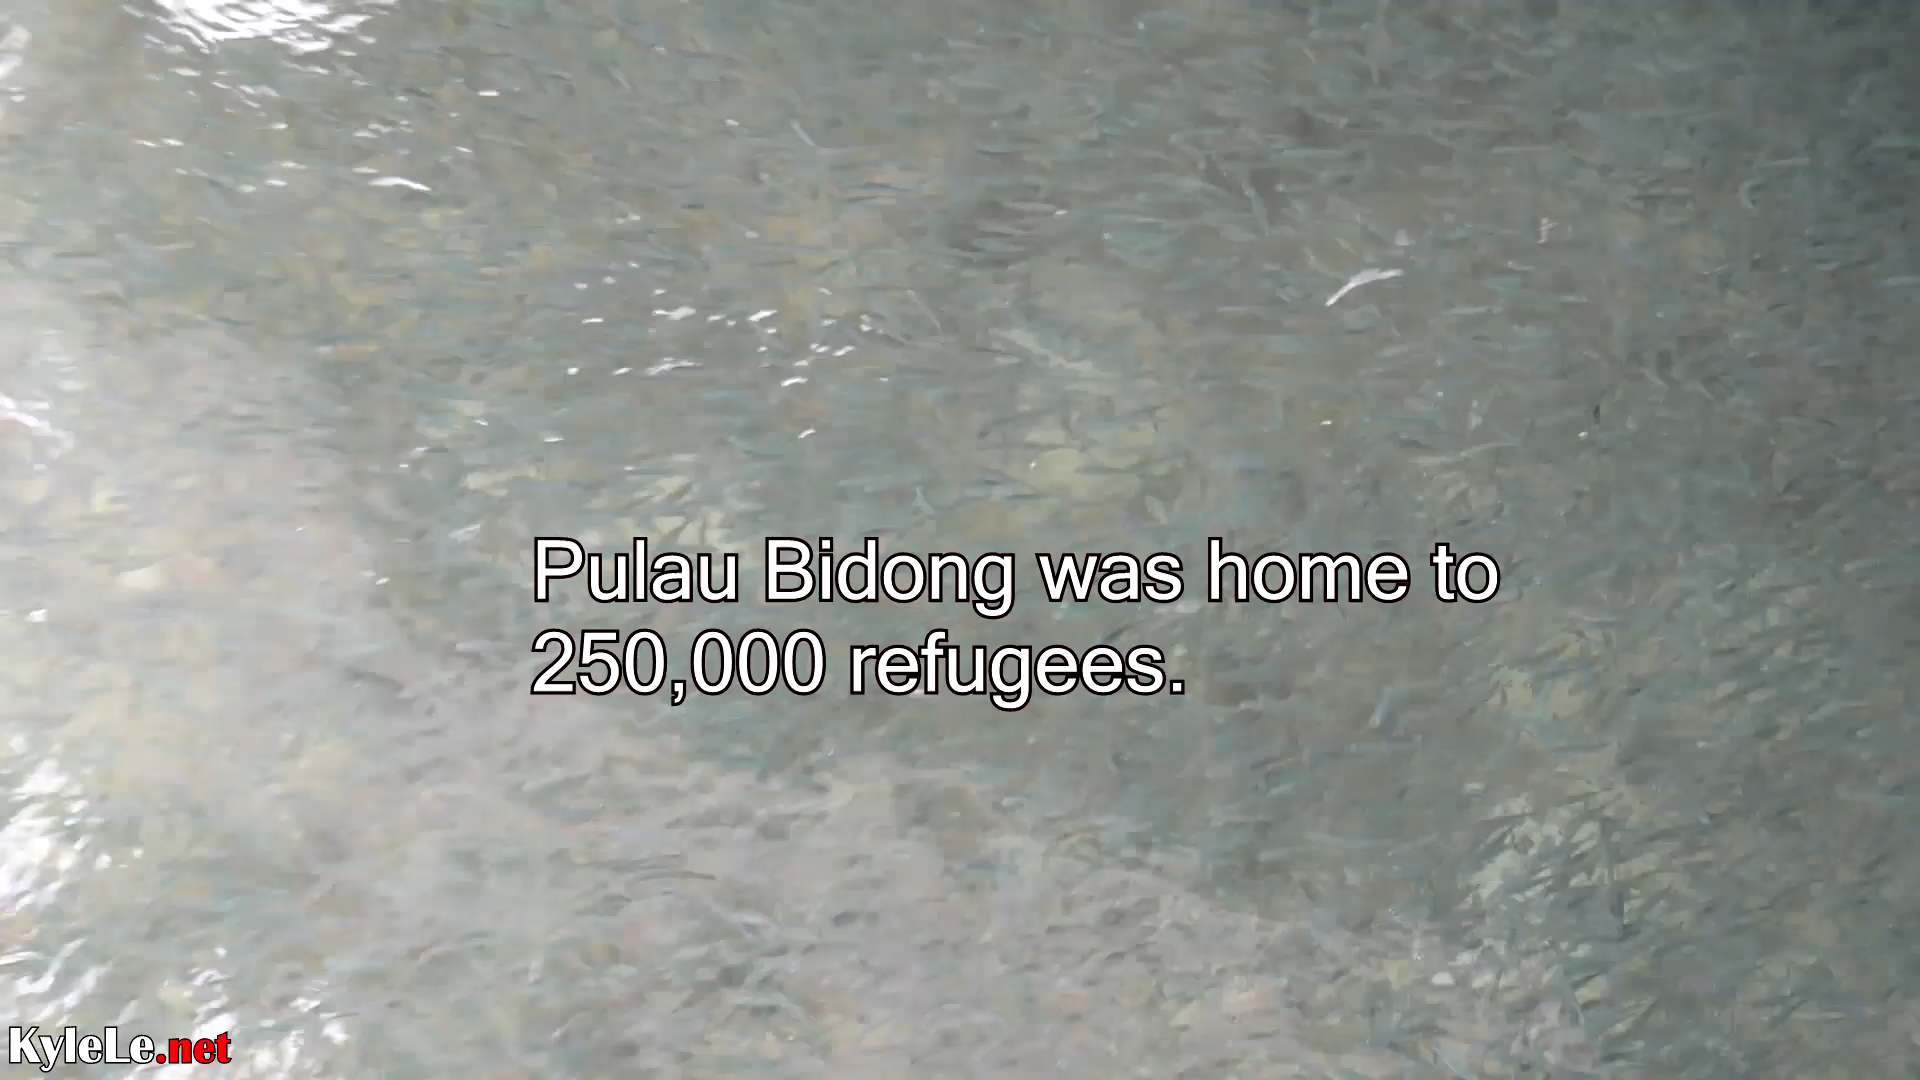 Pulau Bidong was home to
250,000 refugees.
KyleLe.net